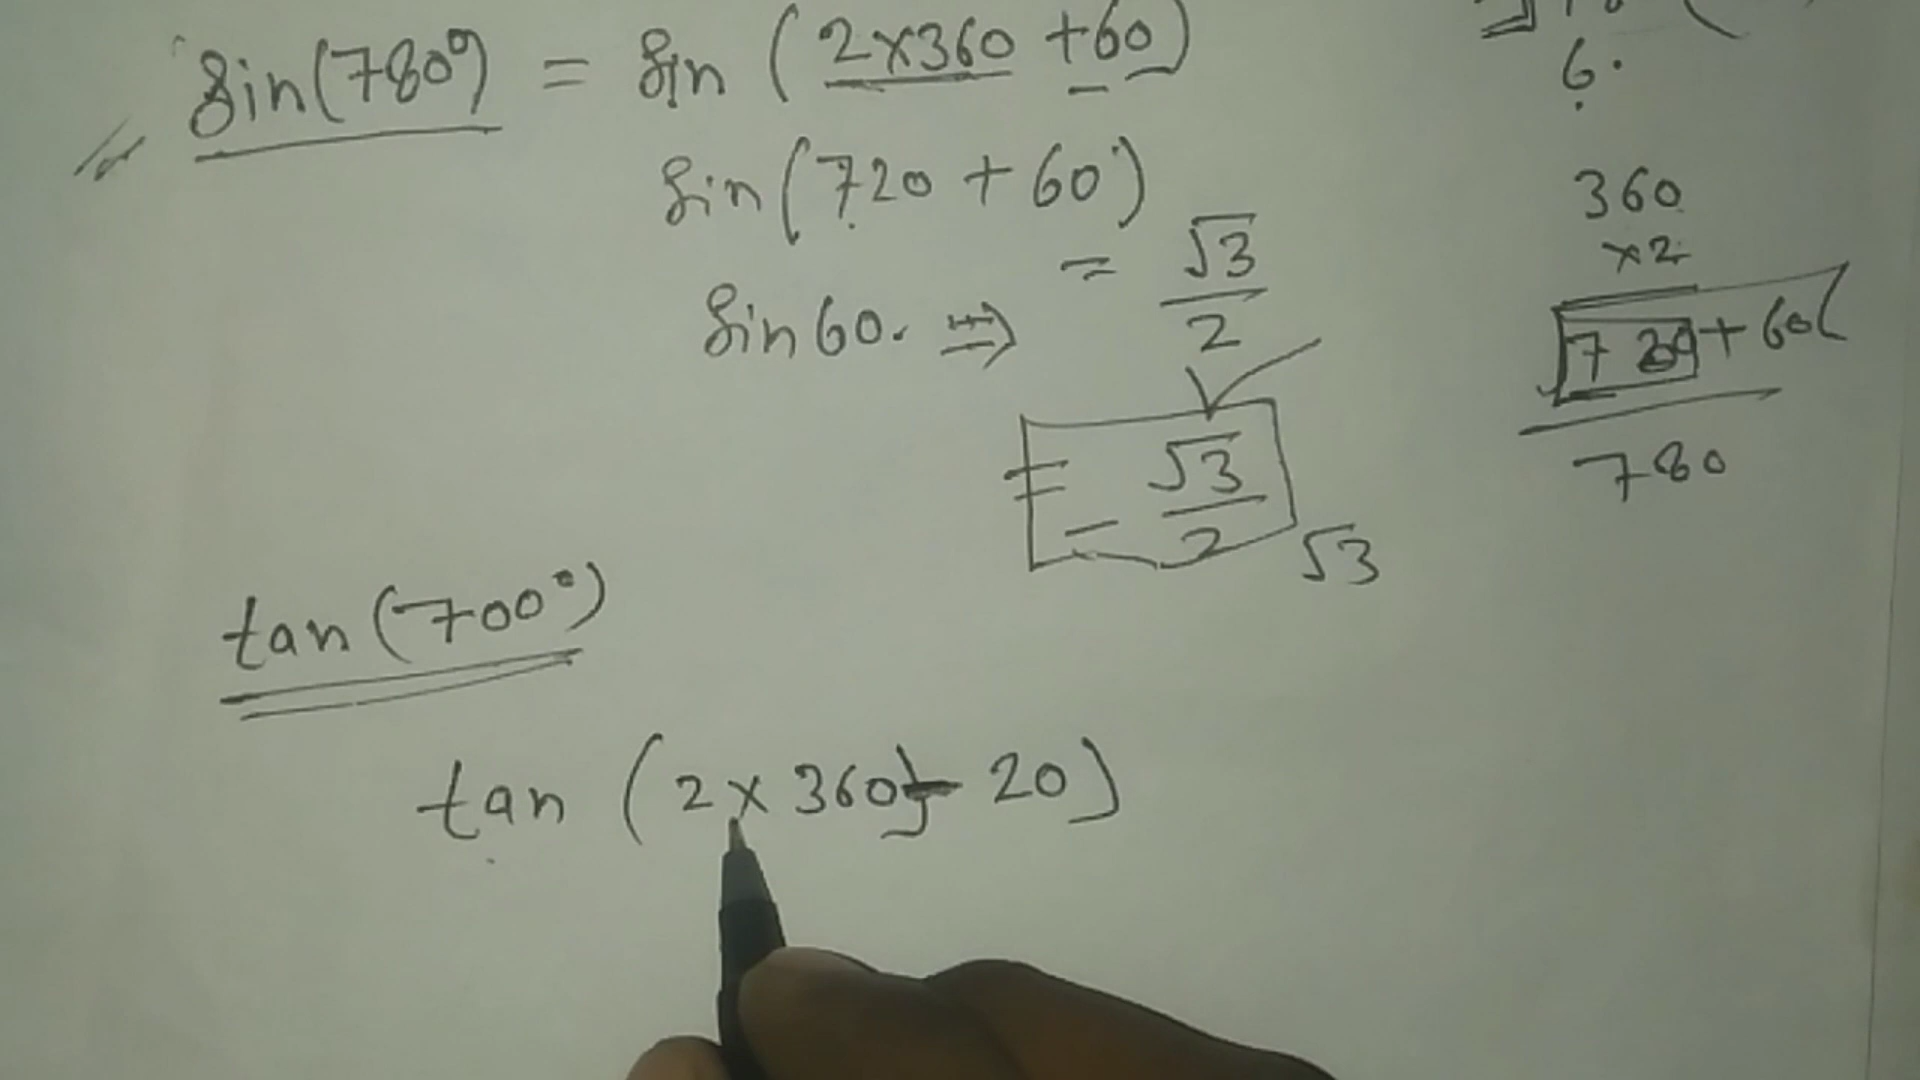 sin(780°) = sin (2×360 +60)
sin(720 + 60)
= √3/2
sin 60. ⇒
= √3/2
√3
6.
360
×2
720 + 60
780
tan (700°)
tan (2× 360) - 20)